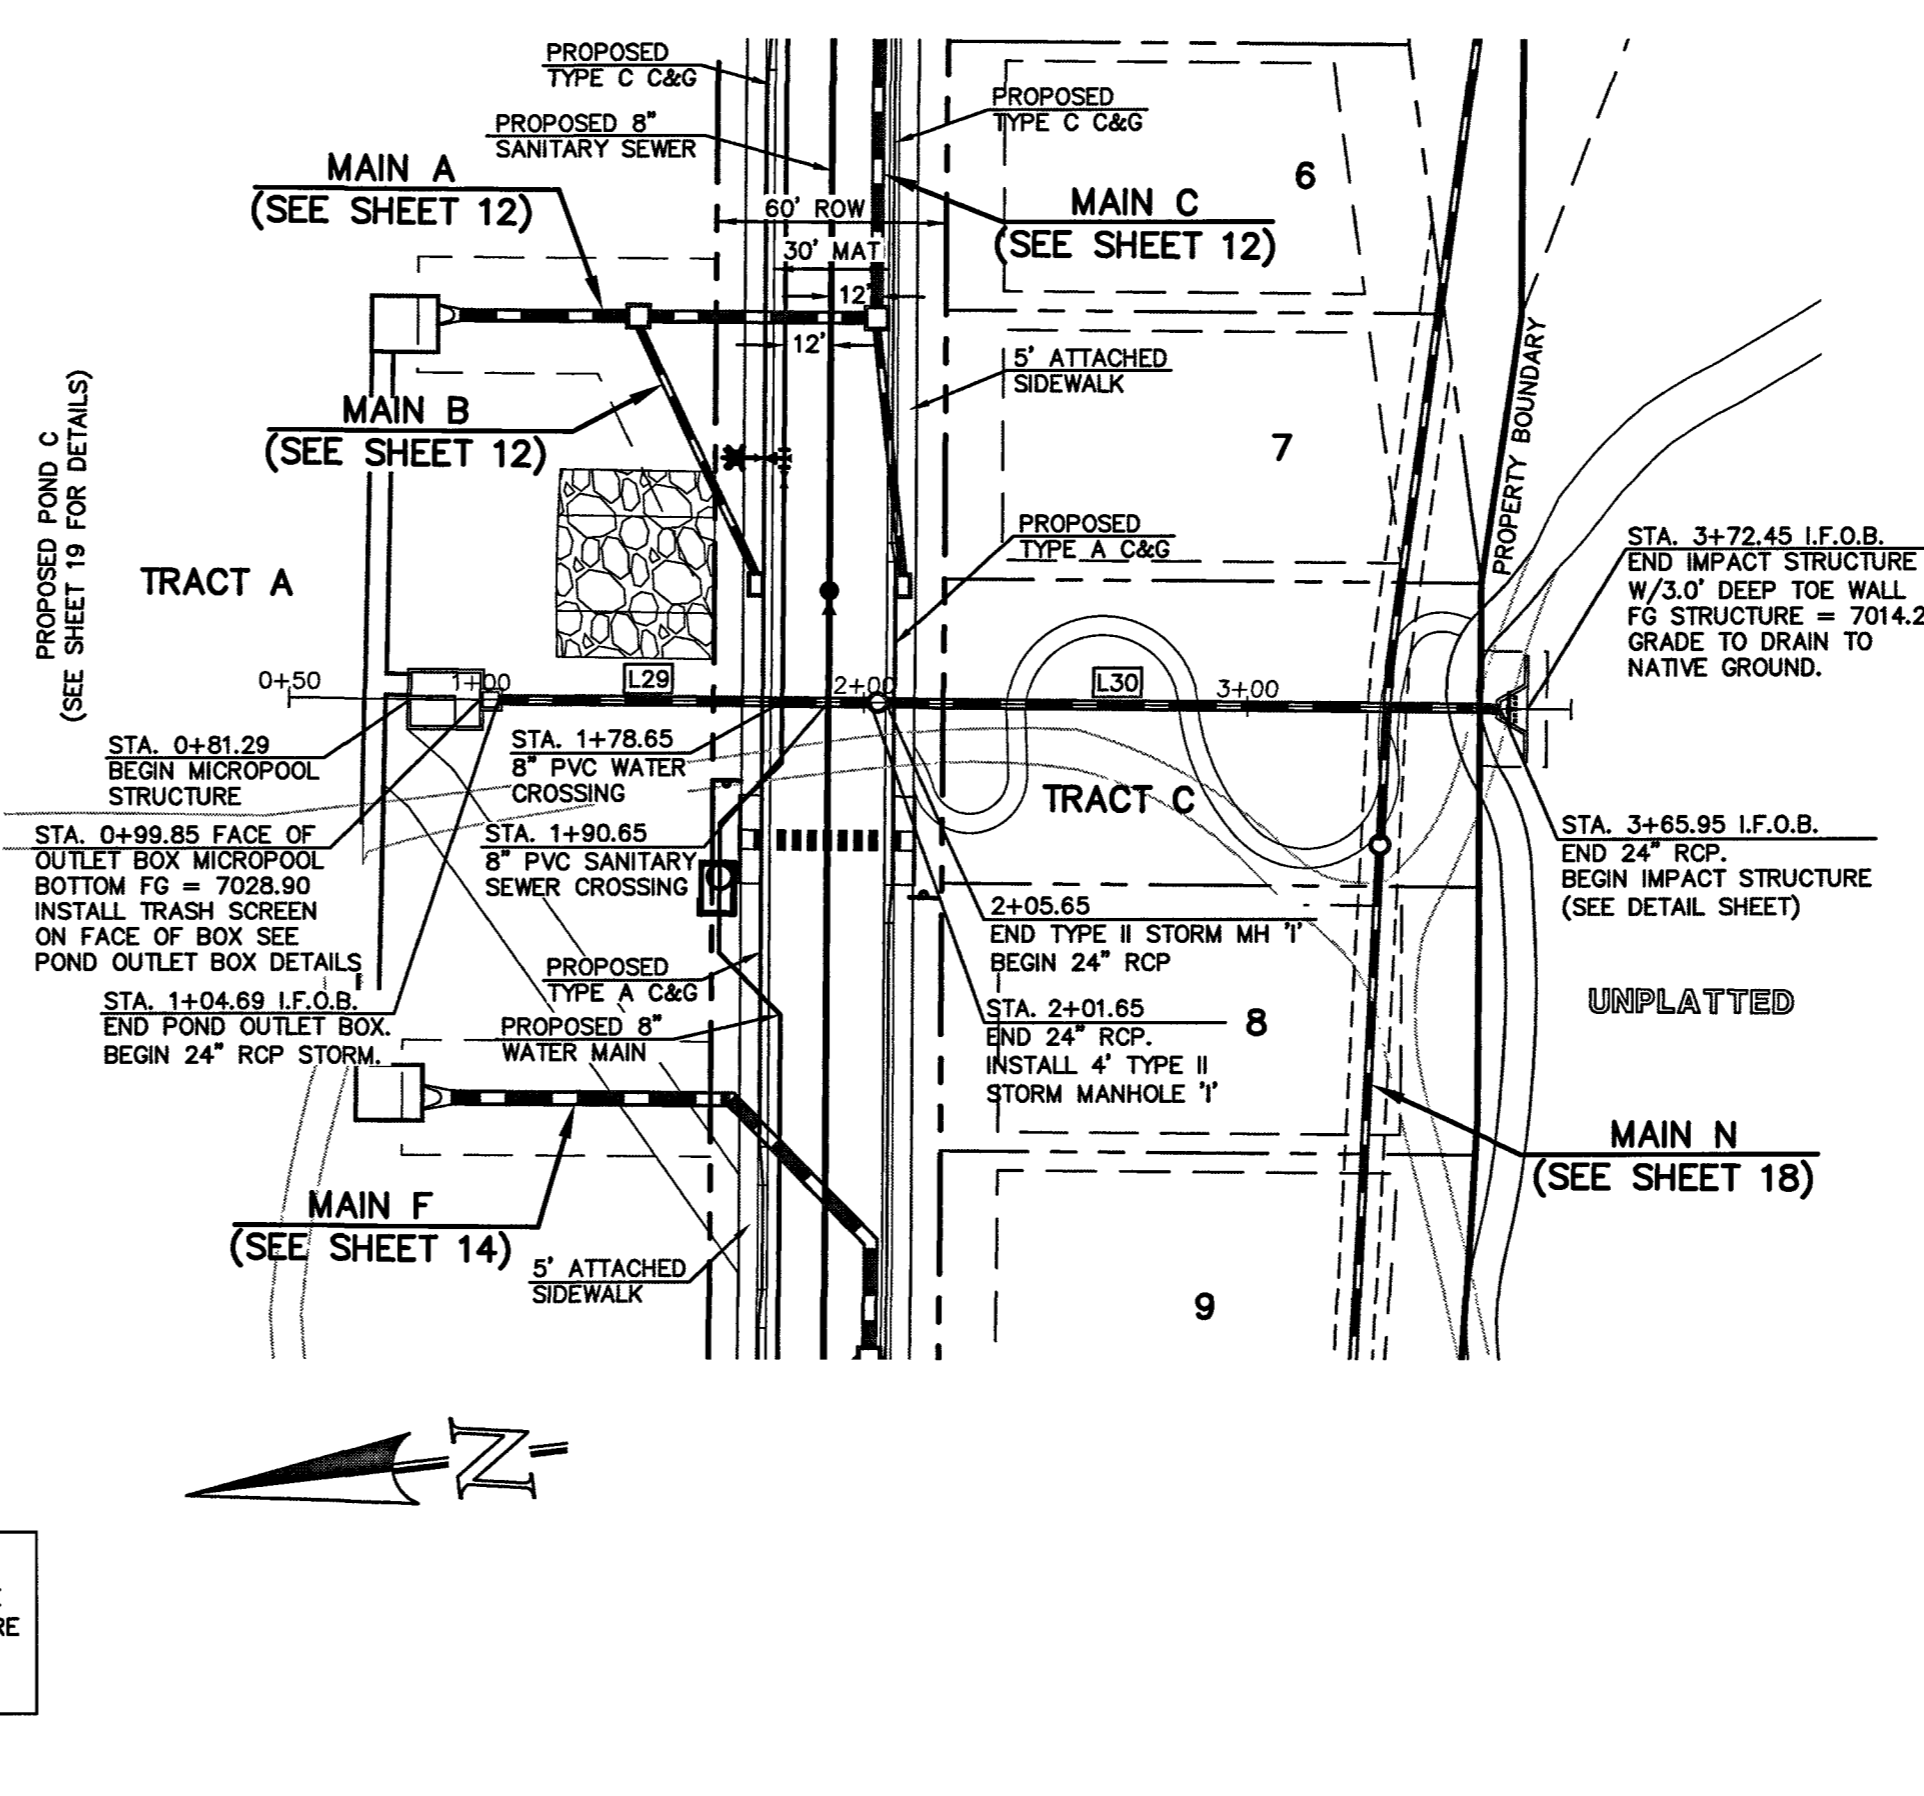 PROPOSED
TYPE C C&G
PROPOSED 8"
SANITARY SEWER
MAIN A
(SEE SHEET 12)
PROPOSED
TYPE C C&G
6
60' ROW
MAIN C
(SEE SHEET 12)
30' MAT
12'
12'
5' ATTACHED
SIDEWALK
PROPERTY BOUNDARY
MAIN B
(SEE SHEET 12)
7
PROPOSED POND C
(SEE SHEET 19 FOR DETAILS)
TRACT A
PROPOSED
TYPE A C&G
STA. 3+72.45 I.F.O.B.
END IMPACT STRUCTURE
W/3.0' DEEP TOE WALL
FG STRUCTURE = 7014.2
GRADE TO DRAIN TO
NATIVE GROUND.
0+50
1+00
L29
2+00
L30
3+00
STA. 0+81.29
BEGIN MICROPOOL
STRUCTURE
STA. 1+78.65
8" PVC WATER
CROSSING
TRACT C
STA. 0+99.85 FACE OF
OUTLET BOX MICROPOOL
BOTTOM FG = 7028.90
INSTALL TRASH SCREEN
ON FACE OF BOX SEE
POND OUTLET BOX DETAILS
STA. 1+90.65
8" PVC SANITARY
SEWER CROSSING
STA. 3+65.95 I.F.O.B.
END 24" RCP.
BEGIN IMPACT STRUCTURE
(SEE DETAIL SHEET)
2+05.65
END TYPE II STORM MH 'I'
BEGIN 24" RCP
PROPOSED
TYPE A C&G
STA. 1+04.69 I.F.O.B.
END POND OUTLET BOX.
BEGIN 24" RCP STORM.
PROPOSED 8"
WATER MAIN
STA. 2+01.65
END 24" RCP.
INSTALL 4' TYPE II
STORM MANHOLE 'I'
8
UNPLATTED
MAIN N
(SEE SHEET 18)
MAIN F
(SEE SHEET 14)
5' ATTACHED
SIDEWALK
9
N
RE